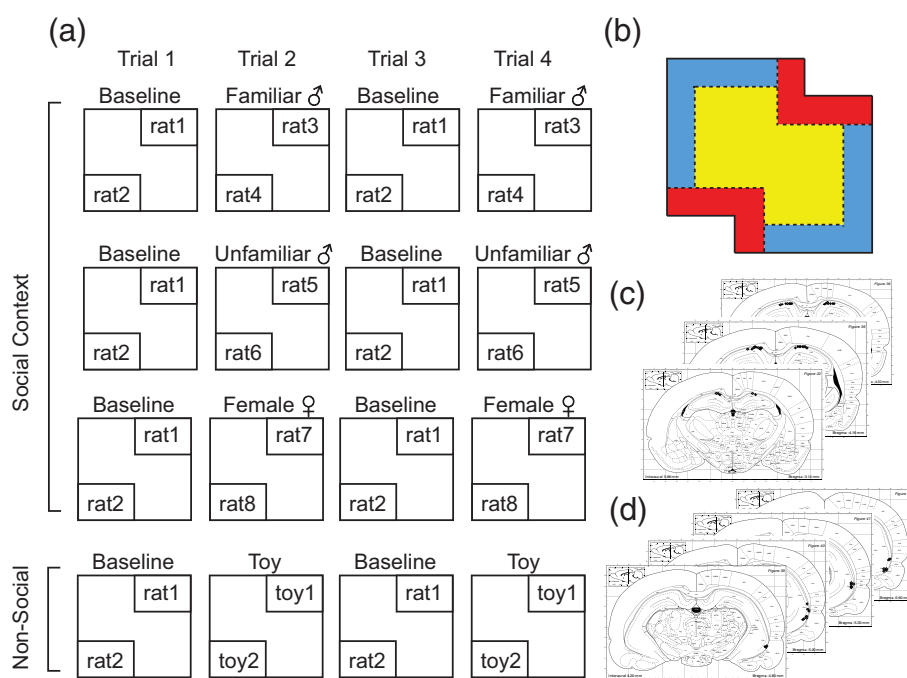 (a)
Trial 1 Trial 2 Trial 3 Trial 4
Social Context
Baseline Familiar ♂ Baseline Familiar ♂
rat1 rat3 rat1 rat3
rat2 rat4 rat2 rat4
Baseline Unfamiliar ♂ Baseline Unfamiliar ♂
rat1 rat5 rat1 rat5
rat2 rat6 rat2 rat6
Baseline Female ♀ Baseline Female ♀
rat1 rat7 rat1 rat7
rat2 rat8 rat2 rat8
Non-Social
Baseline Toy Baseline Toy
rat1 toy1 rat1 toy1
rat2 toy2 rat2 toy2
(b)
(c)
(d)